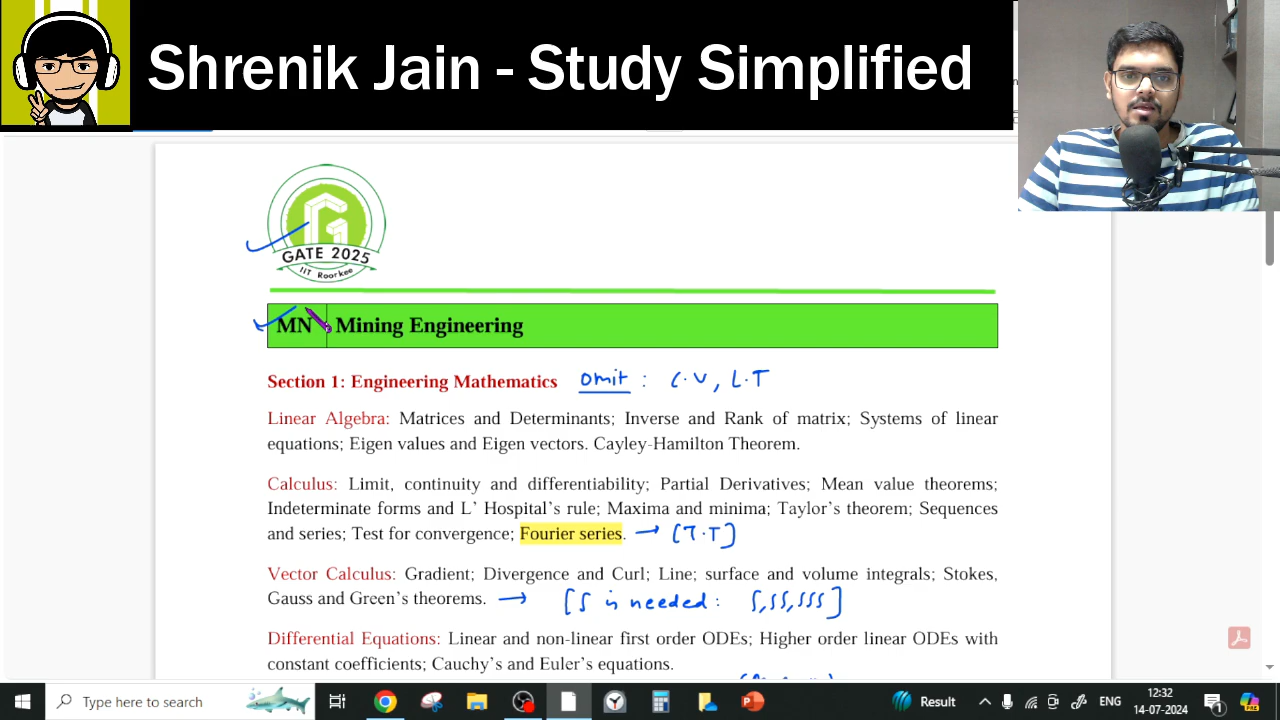 Shrenik Jain - Study Simplified
GATE 2025
IIT Roorkee
MN Mining Engineering
Section 1: Engineering Mathematics omit : C.V, L.T
Linear Algebra: Matrices and Determinants; Inverse and Rank of matrix; Systems of linear
equations; Eigen values and Eigen vectors. Cayley-Hamilton Theorem.
Calculus: Limit, continuity and differentiability; Partial Derivatives; Mean value theorems;
Indeterminate forms and L' Hospital's rule; Maxima and minima; Taylor's theorem; Sequences
and series; Test for convergence; Fourier series. → [T.T]
Vector Calculus: Gradient; Divergence and Curl; Line; surface and volume integrals; Stokes,
Gauss and Green's theorems. → [∫ is needed: ∫, ∫∫, ∫∫∫]
Differential Equations: Linear and non-linear first order ODEs; Higher order linear ODEs with
constant coefficients; Cauchy's and Euler's equations.
Type here to search
Result
ENG
12:32
14-07-2024